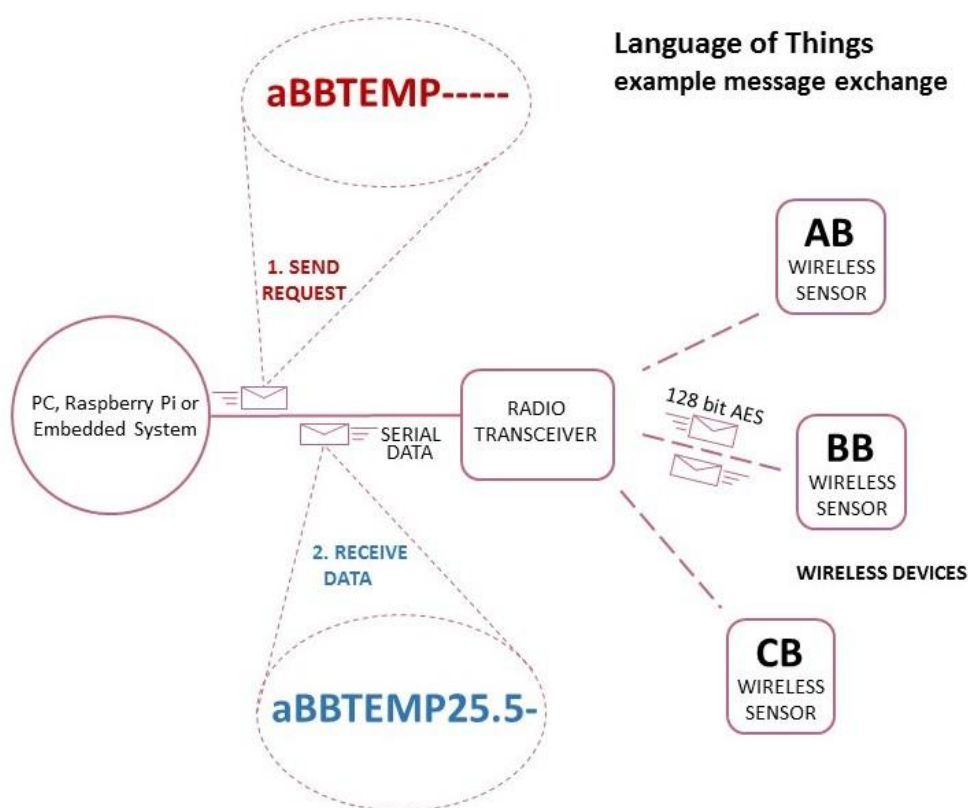 Language of Things
example message exchange
aBBTEMP-----
1. SEND
REQUEST
PC, Raspberry Pi or
Embedded System
SERIAL
DATA
RADIO
TRANSCEIVER
128 bit AES
AB
WIRELESS
SENSOR
BB
WIRELESS
SENSOR
WIRELESS DEVICES
CB
WIRELESS
SENSOR
2. RECEIVE
DATA
aBBTEMP25.5-